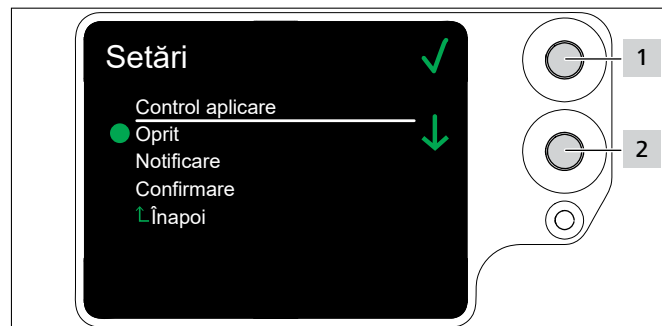 Setări
Control aplicare
Oprit
Notificare
Confirmare
Înapoi
1
2